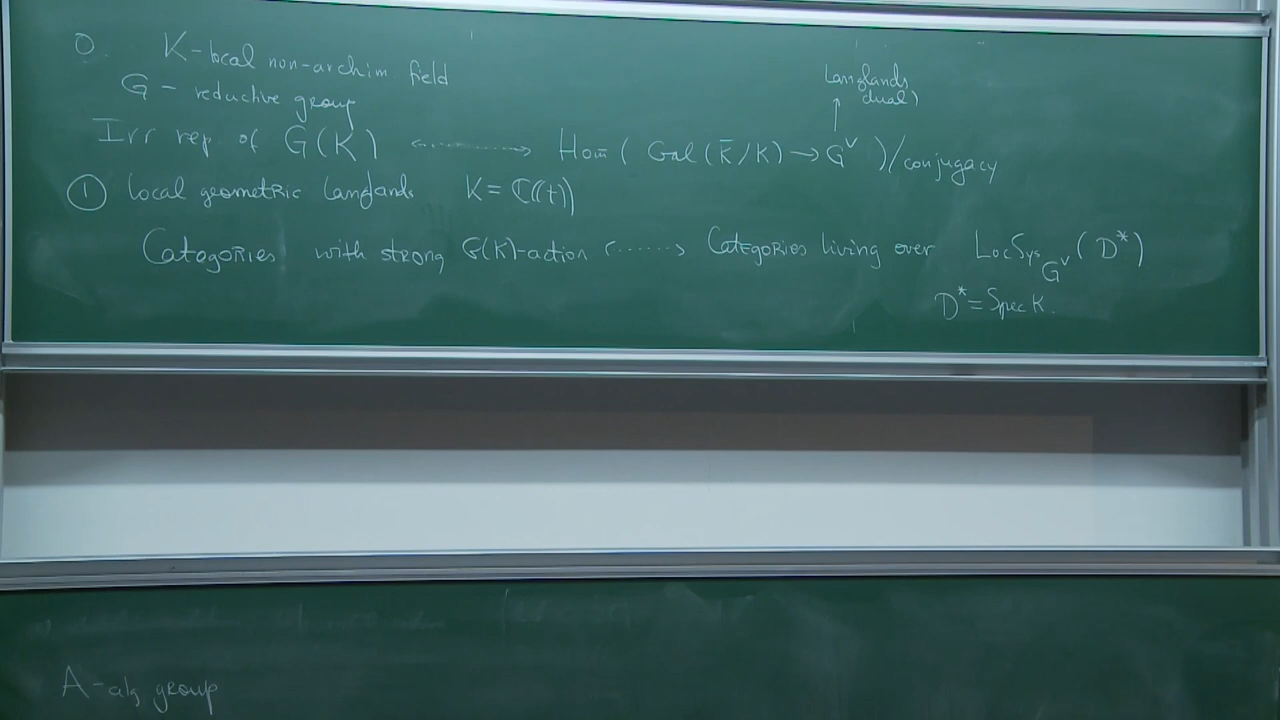 0. K-local non-archim. field
G - reductive group
Langlands dual)
Irr rep. of G(K) <-------> Hom ( Gal (K̄/K) → G^∨ )/conjugacy
① local geometric Langlands K = ℂ((t))
Categories with strong G(K)-action <-------> Categories living over LocSys_{G^∨} (D*)
D* = Spec K.
A-alg group